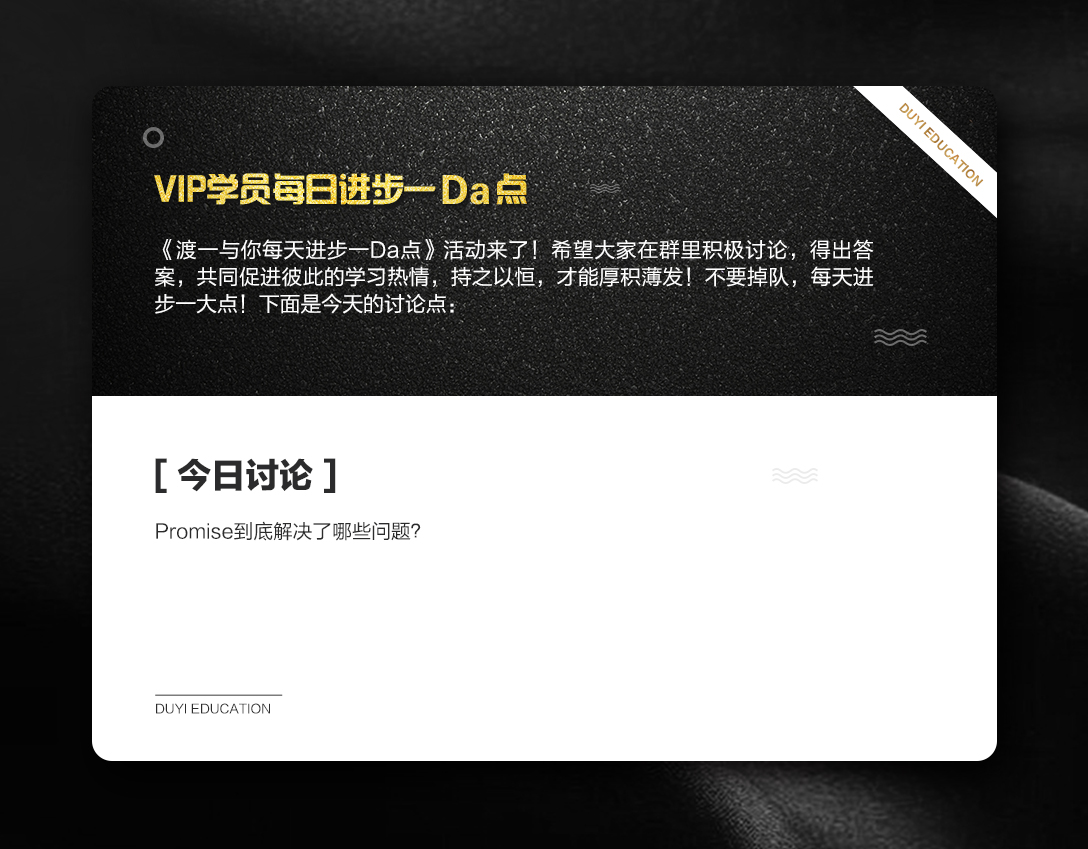 DUYI EDUCATION
VIP学员每日进步一Da点
《渡一与你每天进步一Da点》活动来了！希望大家在群里积极讨论，得出答
案，共同促进彼此的学习热情，持之以恒，才能厚积薄发！不要掉队，每天进
步一大点！下面是今天的讨论点：
[ 今日讨论 ]
Promise到底解决了哪些问题？
DUYI EDUCATION